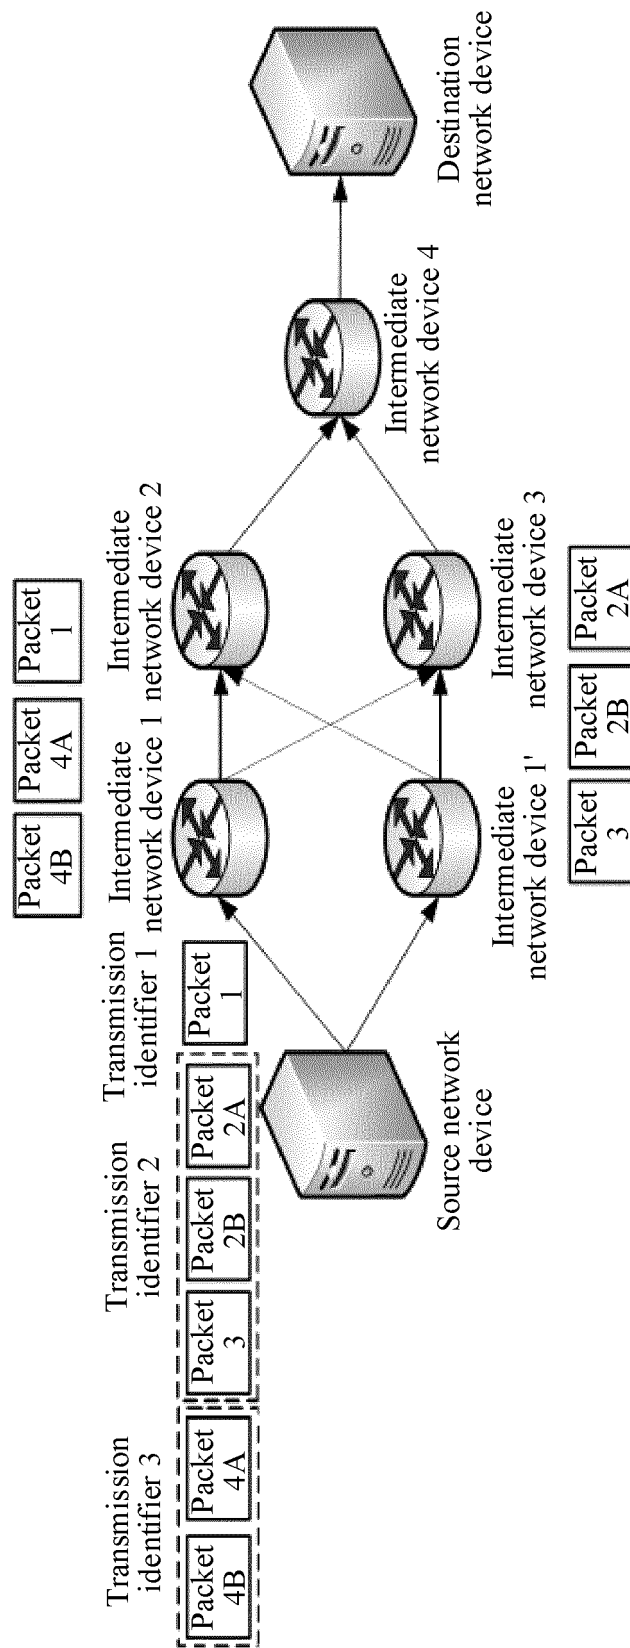 Packet
4B
Packet
4A
Packet
1
Transmission
identifier 3
Transmission
identifier 2
Transmission
identifier 1
Packet
4B
Packet
4A
Packet
3
Packet
2B
Packet
2A
Packet
1
Intermediate
network device 1
Intermediate
network device 2
Source network
device
Intermediate
network device 1'
Intermediate
network device 3
Intermediate
network device 4
Destination
network device
Packet
3
Packet
2B
Packet
2A